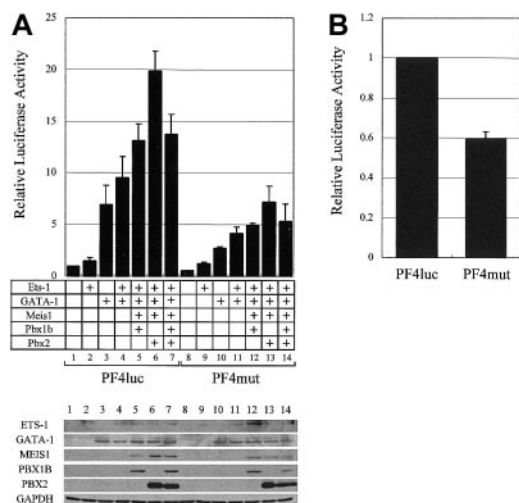 A
Relative Luciferase Activity
25
20
15
10
5
0
Ets-1 + + + + + + + + + +
GATA-1 + + + + + + + + + +
Meis1 + + + + + +
Pbx1b + + + +
Pbx2 + + + +
1 2 3 4 5 6 7 8 9 10 11 12 13 14
PF4luc PF4mut
1 2 3 4 5 6 7 8 9 10 11 12 13 14
ETS-1
GATA-1
MEIS1
PBX1B
PBX2
GAPDH
B
Relative Luciferase Activity
1.2
1
0.8
0.6
0.4
0.2
0
PF4luc PF4mut